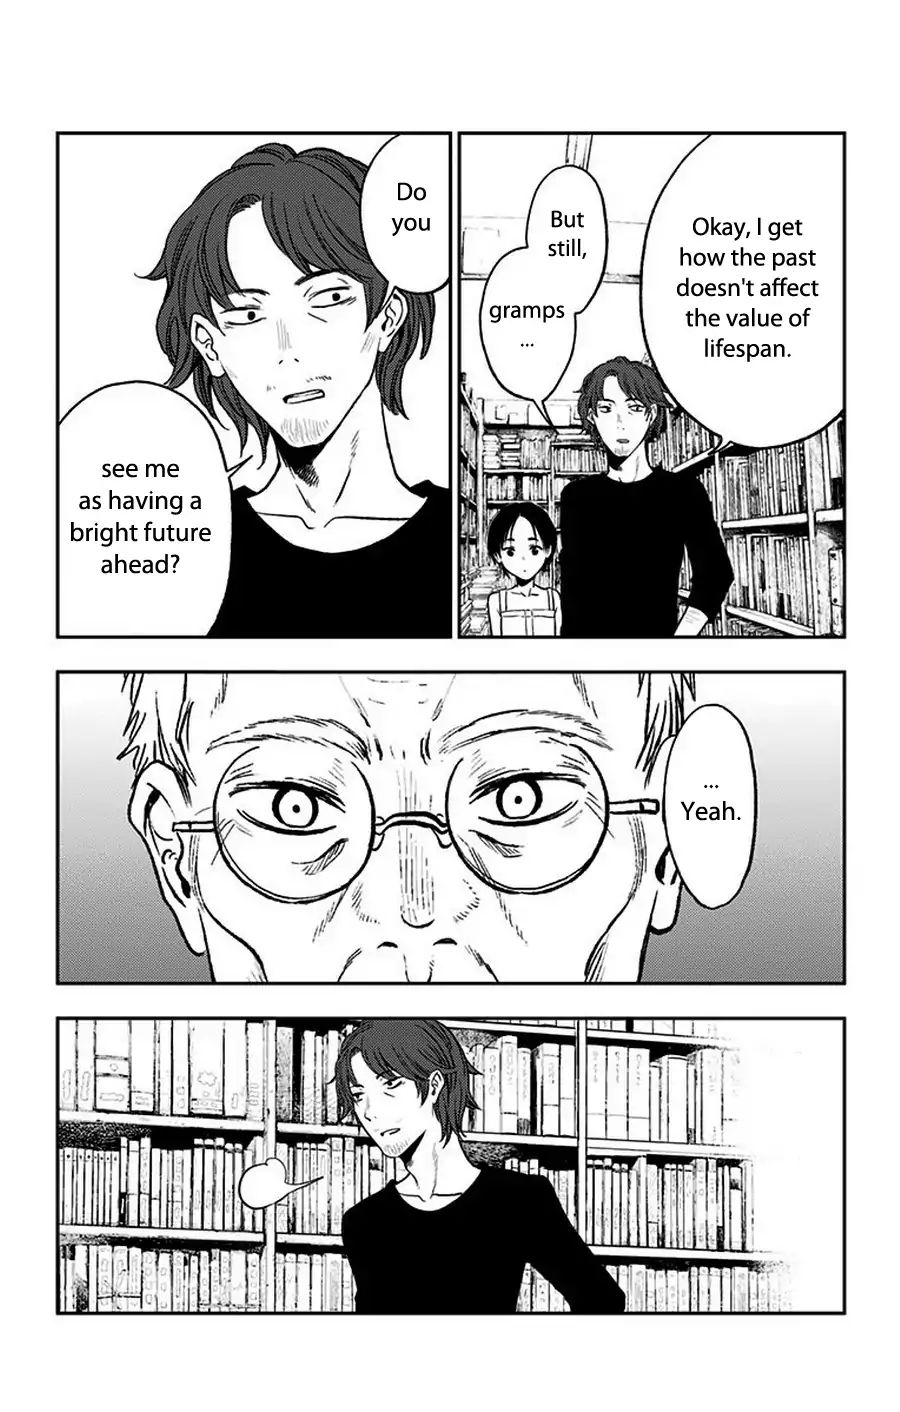 Okay, I get
how the past
doesn't affect
the value of
lifespan.
But
still,
gramps
...
Do
you
see me
as having a
bright future
ahead?
...
Yeah.